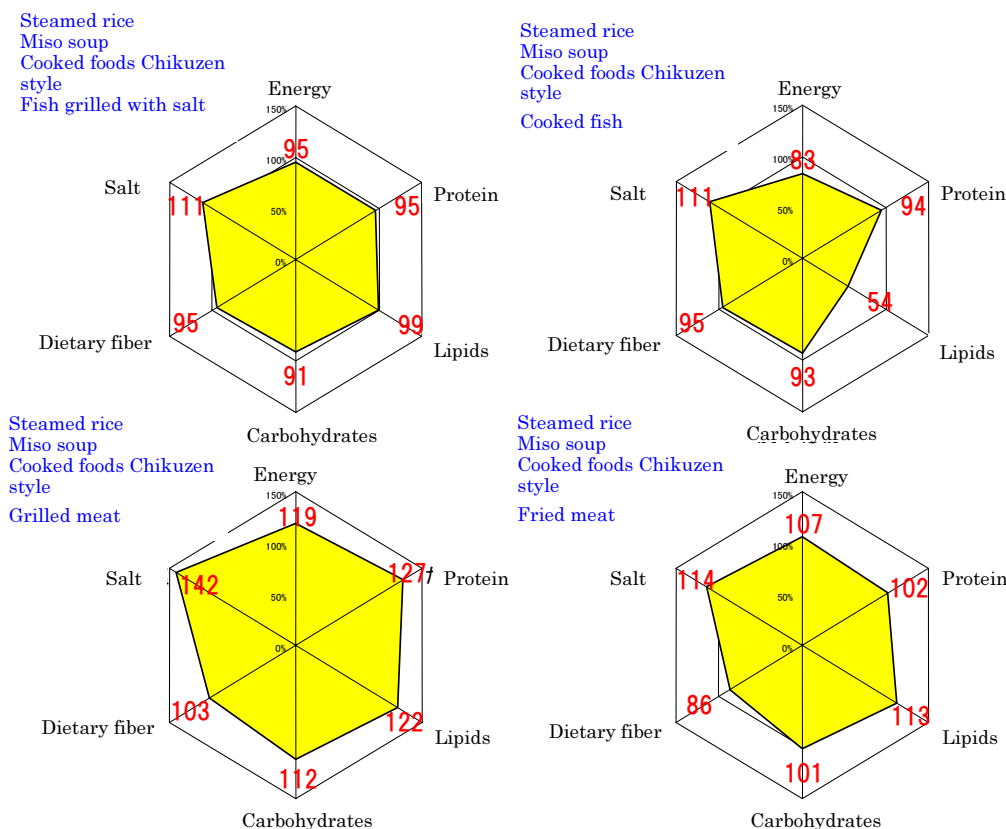 Steamed rice
Miso soup
Cooked foods Chikuzen
style
Fish grilled with salt
Energy
150%
100%
95
Salt
111
50%
95
Protein
0%
95
99
Dietary fiber
91
Lipids
Carbohydrates
Steamed rice
Miso soup
Cooked foods Chikuzen
style
Cooked fish
Energy
150%
100%
83
Salt
111
50%
94
Protein
0%
54
95
Dietary fiber
93
Lipids
Carbohydrates
Steamed rice
Miso soup
Cooked foods Chikuzen
style
Grilled meat
Energy
150%
119
100%
Salt
142
127
Protein
50%
0%
103
122
Dietary fiber
112
Lipids
Carbohydrates
Steamed rice
Miso soup
Cooked foods Chikuzen
style
Fried meat
Energy
150%
107
100%
Salt
114
102
Protein
50%
0%
86
113
Dietary fiber
101
Lipids
Carbohydrates